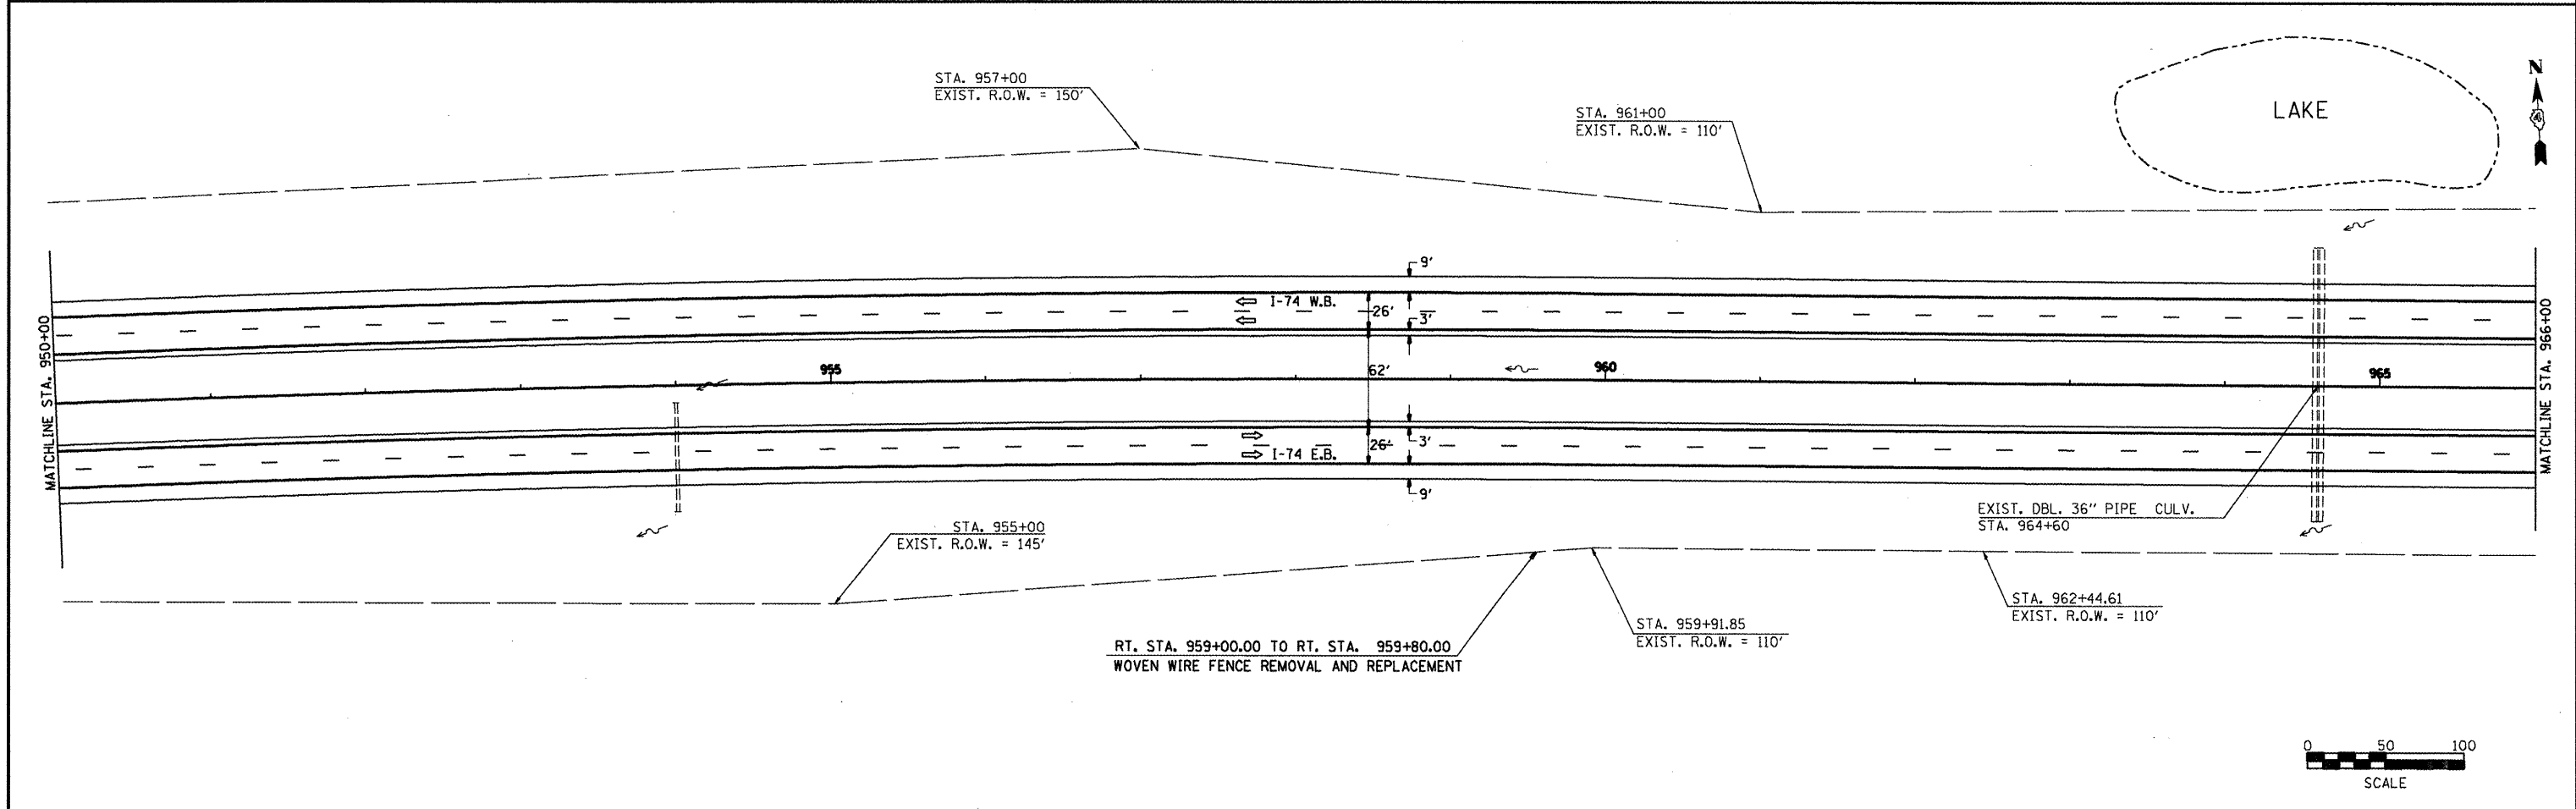 STA. 957+00
EXIST. R.O.W. = 150'
STA. 961+00
EXIST. R.O.W. = 110'
LAKE
N
9'
I-74 W.B.
26'
3'
MATCHLINE STA. 950+00
955
62'
960
965
MATCHLINE STA. 966+00
I-74 E.B.
26'
3'
9'
EXIST. DBL. 36" PIPE CULV.
STA. 964+60
STA. 955+00
EXIST. R.O.W. = 145'
STA. 962+44.61
EXIST. R.O.W. = 110'
STA. 959+91.85
EXIST. R.O.W. = 110'
RT. STA. 959+00.00 TO RT. STA. 959+80.00
WOVEN WIRE FENCE REMOVAL AND REPLACEMENT
0 50 100
SCALE